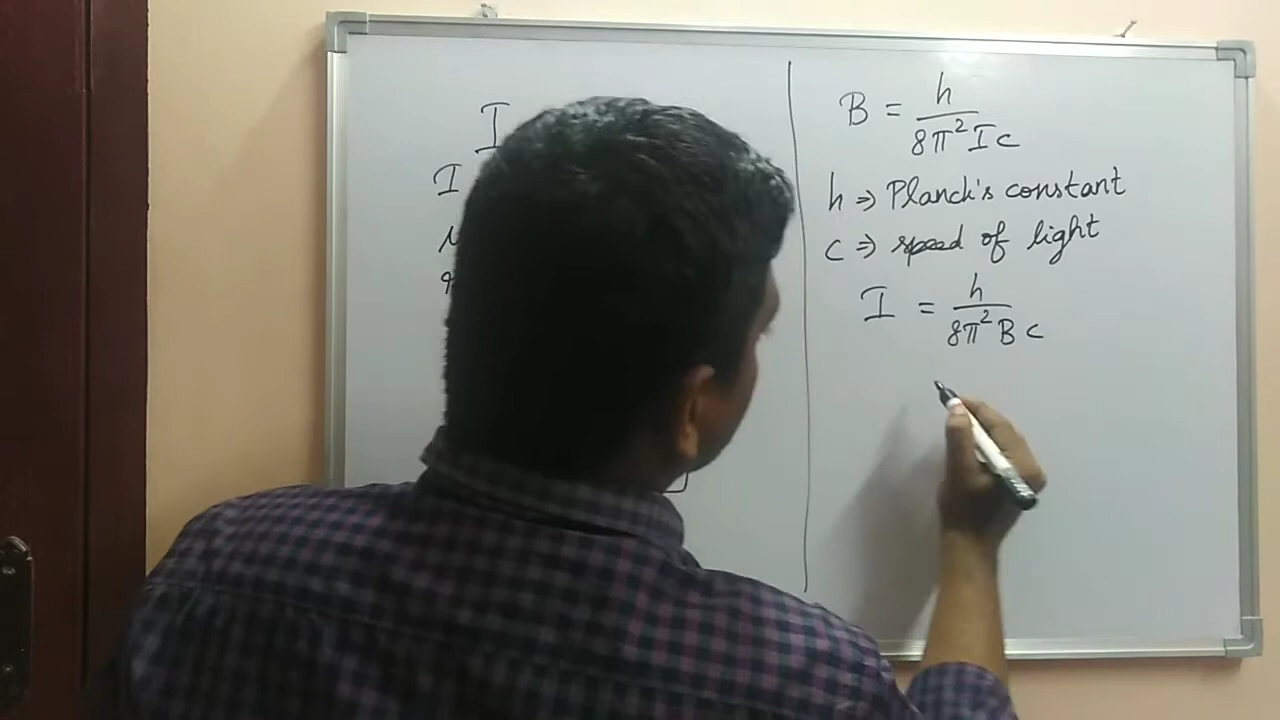 I
I
B = h / 8π²Ic
h ⇒ Planck's constant
c ⇒ speed of light
I = h / 8π²Bc